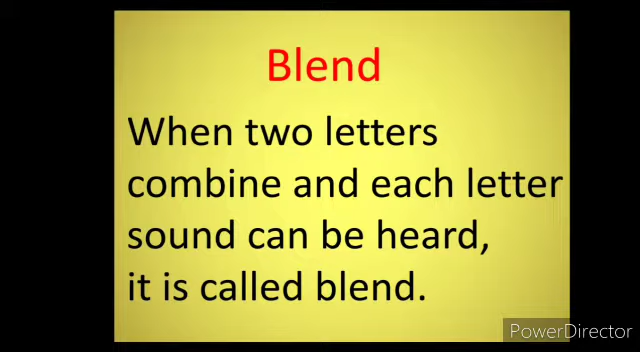 Blend
When two letters
combine and each letter
sound can be heard,
it is called blend.
PowerDirector